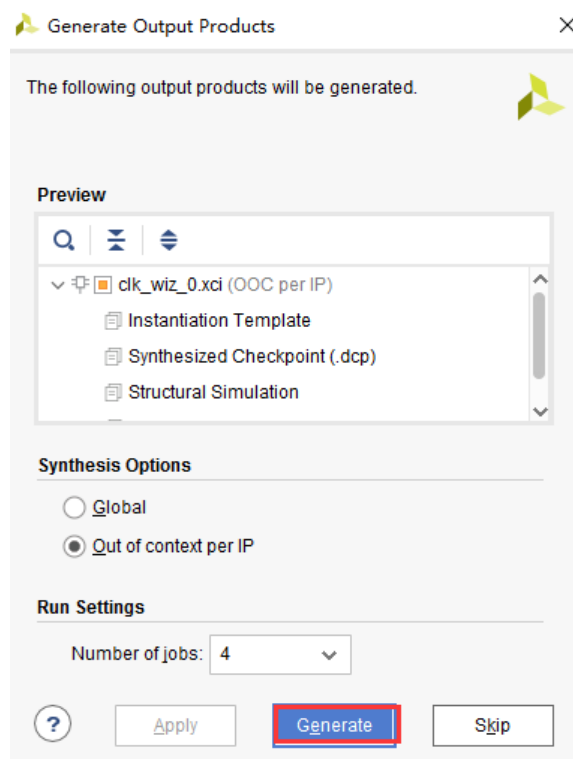 Generate Output Products
The following output products will be generated.
Preview
clk_wiz_0.xci (OOC per IP)
Instantiation Template
Synthesized Checkpoint (.dcp)
Structural Simulation
Synthesis Options
Global
Out of context per IP
Run Settings
Number of jobs: 4
? Apply Generate Skip